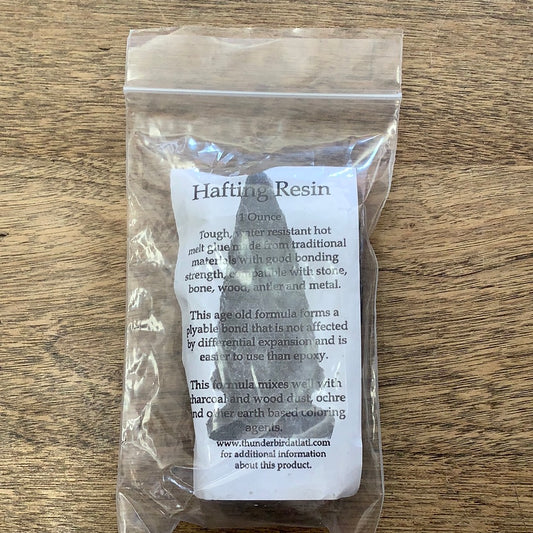 Hafting Resin
1 Ounce
Tough, water resistant hot
melt glue made from traditional
materials with good bonding
strength, compatible with stone,
bone, wood, antler and metal.
This age old formula forms a
plyable bond that is not affected
by differential expansion and is
easier to use than epoxy.
This formula mixes well with
charcoal and wood dust, ochre
and other earth based coloring
agents.
www.thunderbirdatlatl.com
for additional information
about this product.